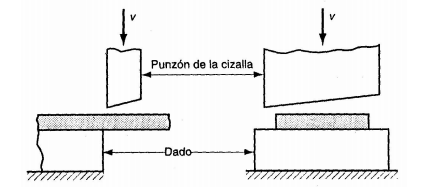 v
v
Punzón de la cizalla
Dado